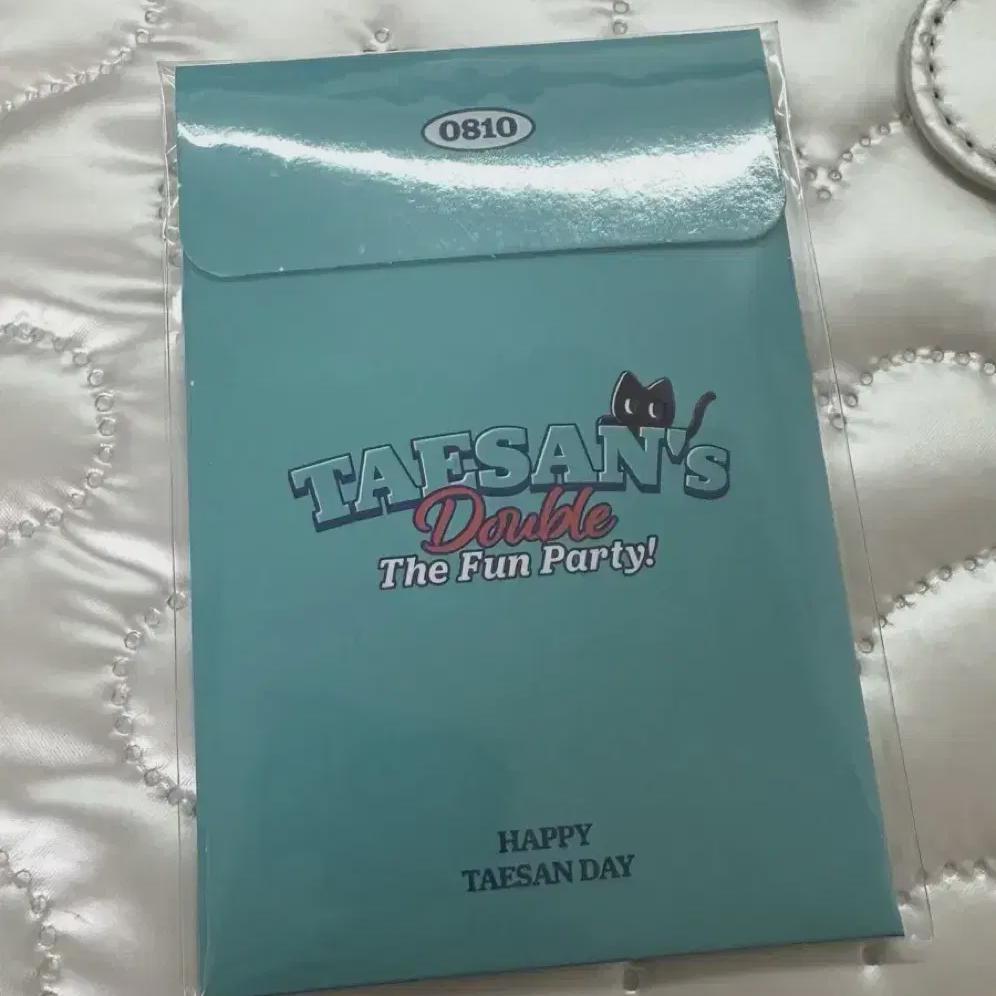 0810
TAESAN's
Double
The Fun Party!
HAPPY
TAESAN DAY